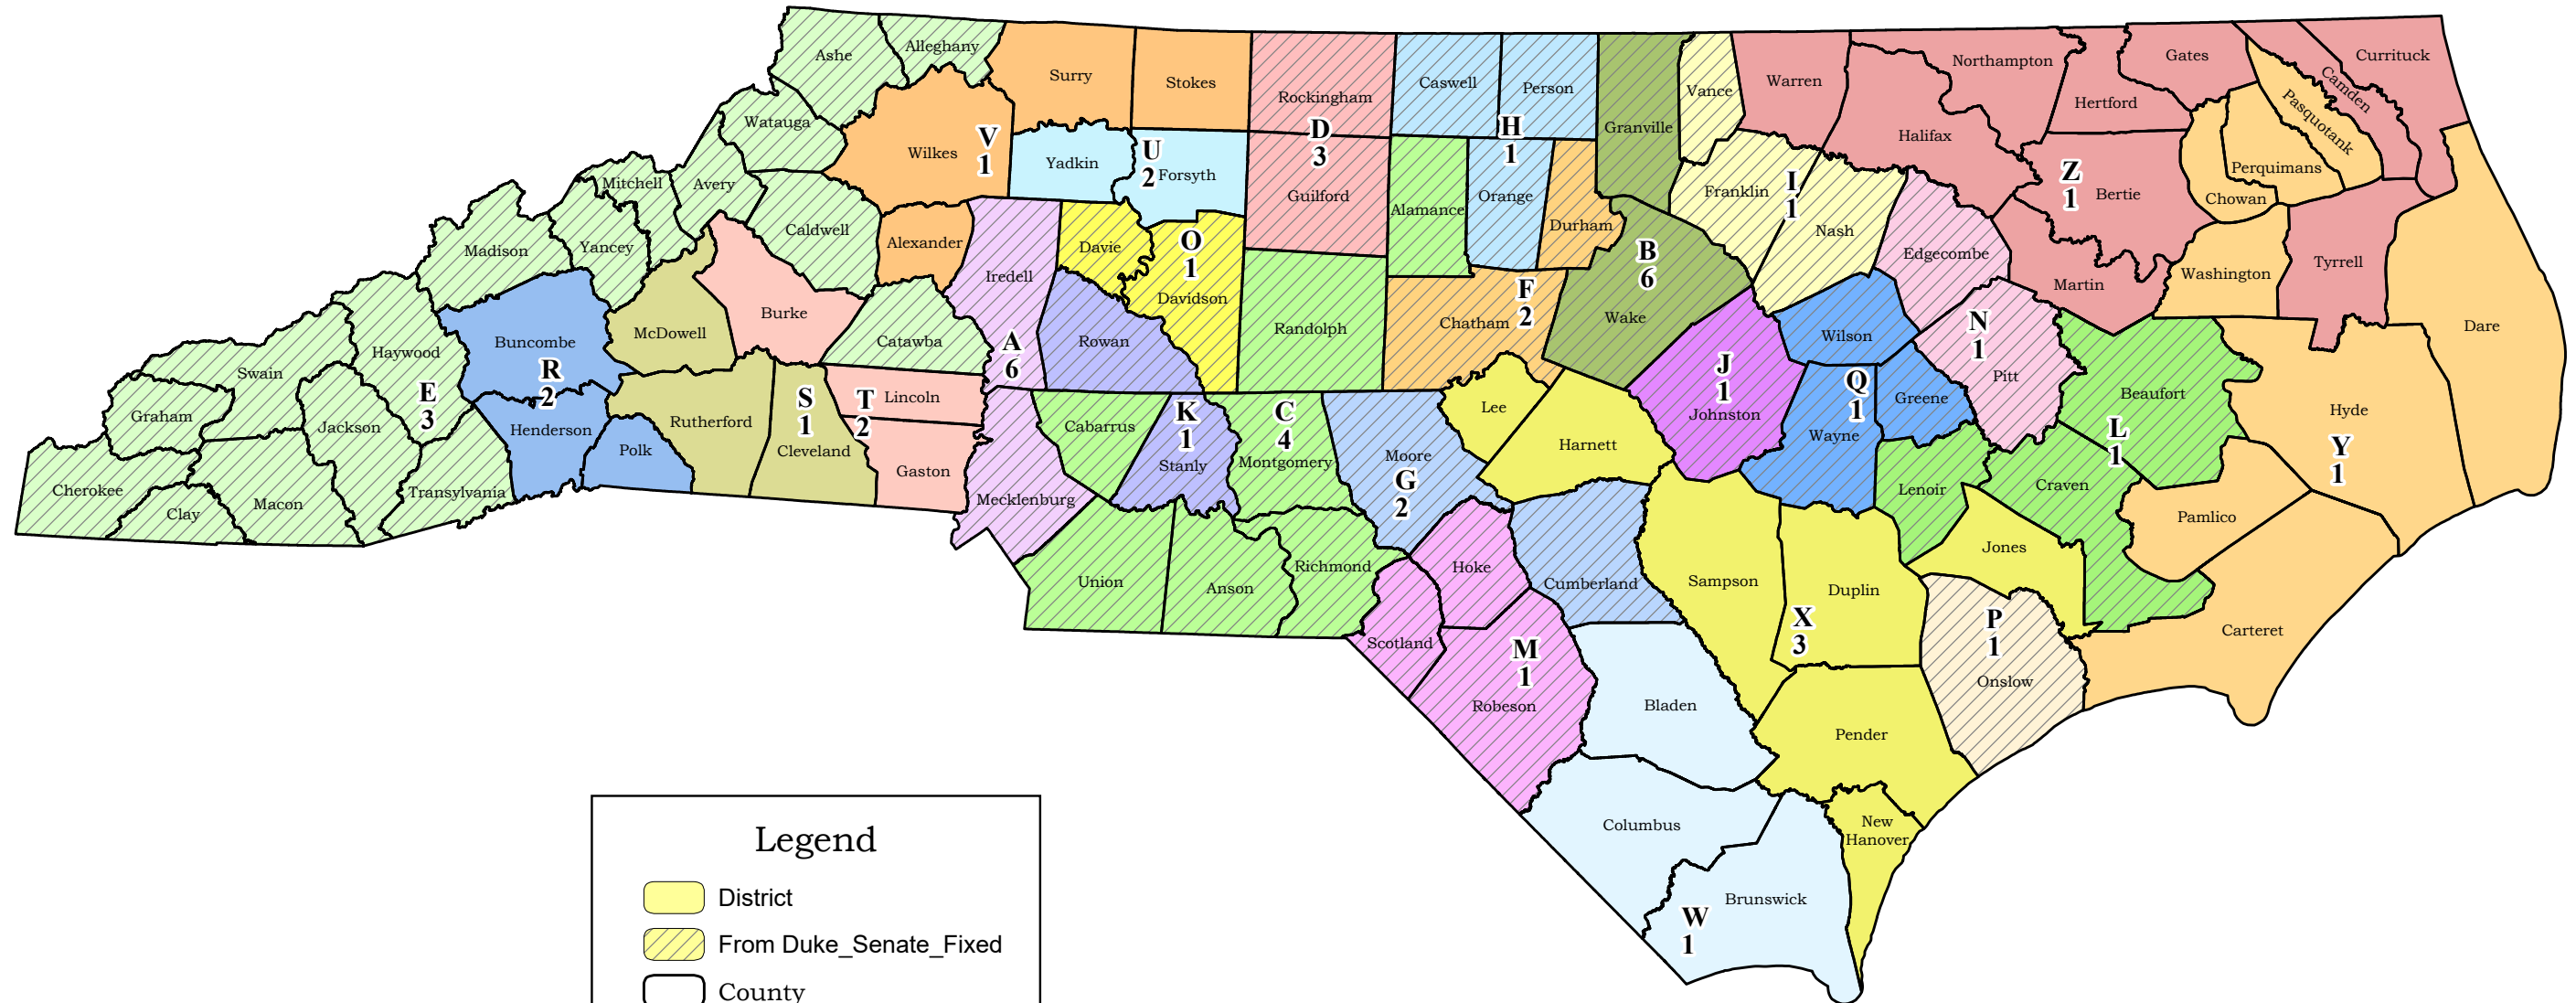 Ashe
Alleghany
Surry
Stokes
Rockingham
Caswell
Person
Granville
Vance
Warren
Northampton
Gates
Currituck
Camden
Pasquotank
Hertford
Halifax
Watauga
Wilkes
V
1
Yadkin
U
2
Forsyth
D
3
Guilford
H
1
Alamance
Orange
Durham
Franklin
I
1
Nash
Edgecombe
Z
1
Bertie
Perquimans
Chowan
Mitchell
Avery
Caldwell
Alexander
Iredell
Davie
O
1
Davidson
Randolph
Chatham
F
2
B
6
Wake
Martin
Washington
Tyrrell
Dare
Madison
Yancey
McDowell
Burke
Catawba
A
6
Rowan
Wilson
N
1
Pitt
J
1
Johnston
Beaufort
Hyde
Y
1
Swain
Haywood
Buncombe
R
2
Graham
Jackson
E
3
Henderson
Polk
Rutherford
S
1
Cleveland
T
2
Lincoln
Gaston
Cabarrus
K
1
Stanly
C
4
Montgomery
Moore
G
2
Lee
Harnett
Q
1
Wayne
Greene
L
1
Cherokee
Clay
Macon
Transylvania
Mecklenburg
Lenoir
Craven
Pamlico
Union
Anson
Richmond
Hoke
Cumberland
Sampson
Duplin
X
3
Jones
P
1
Onslow
Carteret
Scotland
M
1
Robeson
Bladen
Pender
Columbus
New
Hanover
W
1
Brunswick
Legend
District
From Duke_Senate_Fixed
County